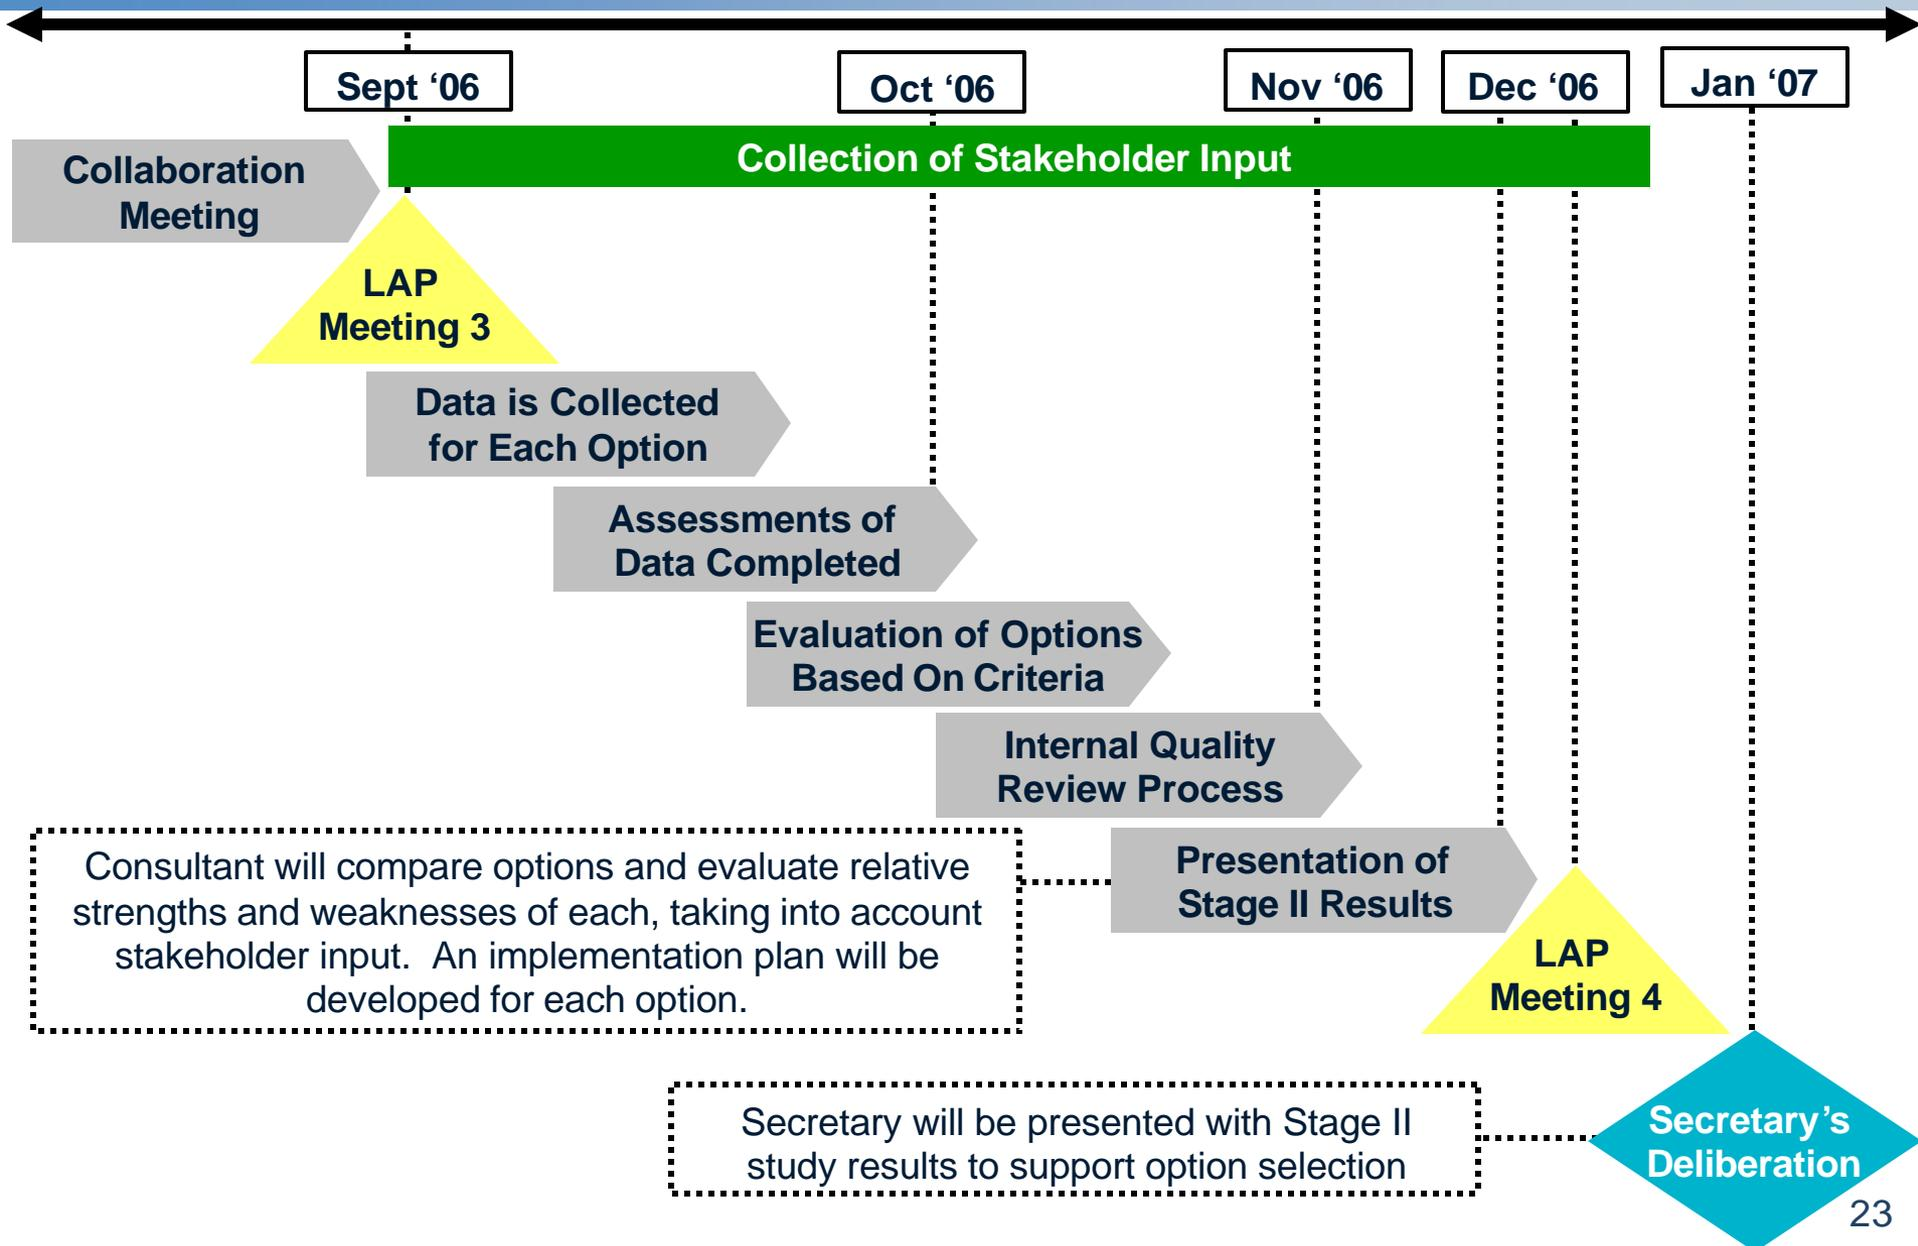 Sept ‘06
Oct ‘06
Nov ‘06
Dec ‘06
Jan ‘07
Collection of Stakeholder Input
Collaboration
Meeting
LAP
Meeting 3
Data is Collected
for Each Option
Assessments of
Data Completed
Evaluation of Options
Based On Criteria
Internal Quality
Review Process
Consultant will compare options and evaluate relative
strengths and weaknesses of each, taking into account
stakeholder input.  An implementation plan will be
developed for each option.
Presentation of
Stage II Results
LAP
Meeting 4
Secretary will be presented with Stage II
study results to support option selection
Secretary’s
Deliberation
23